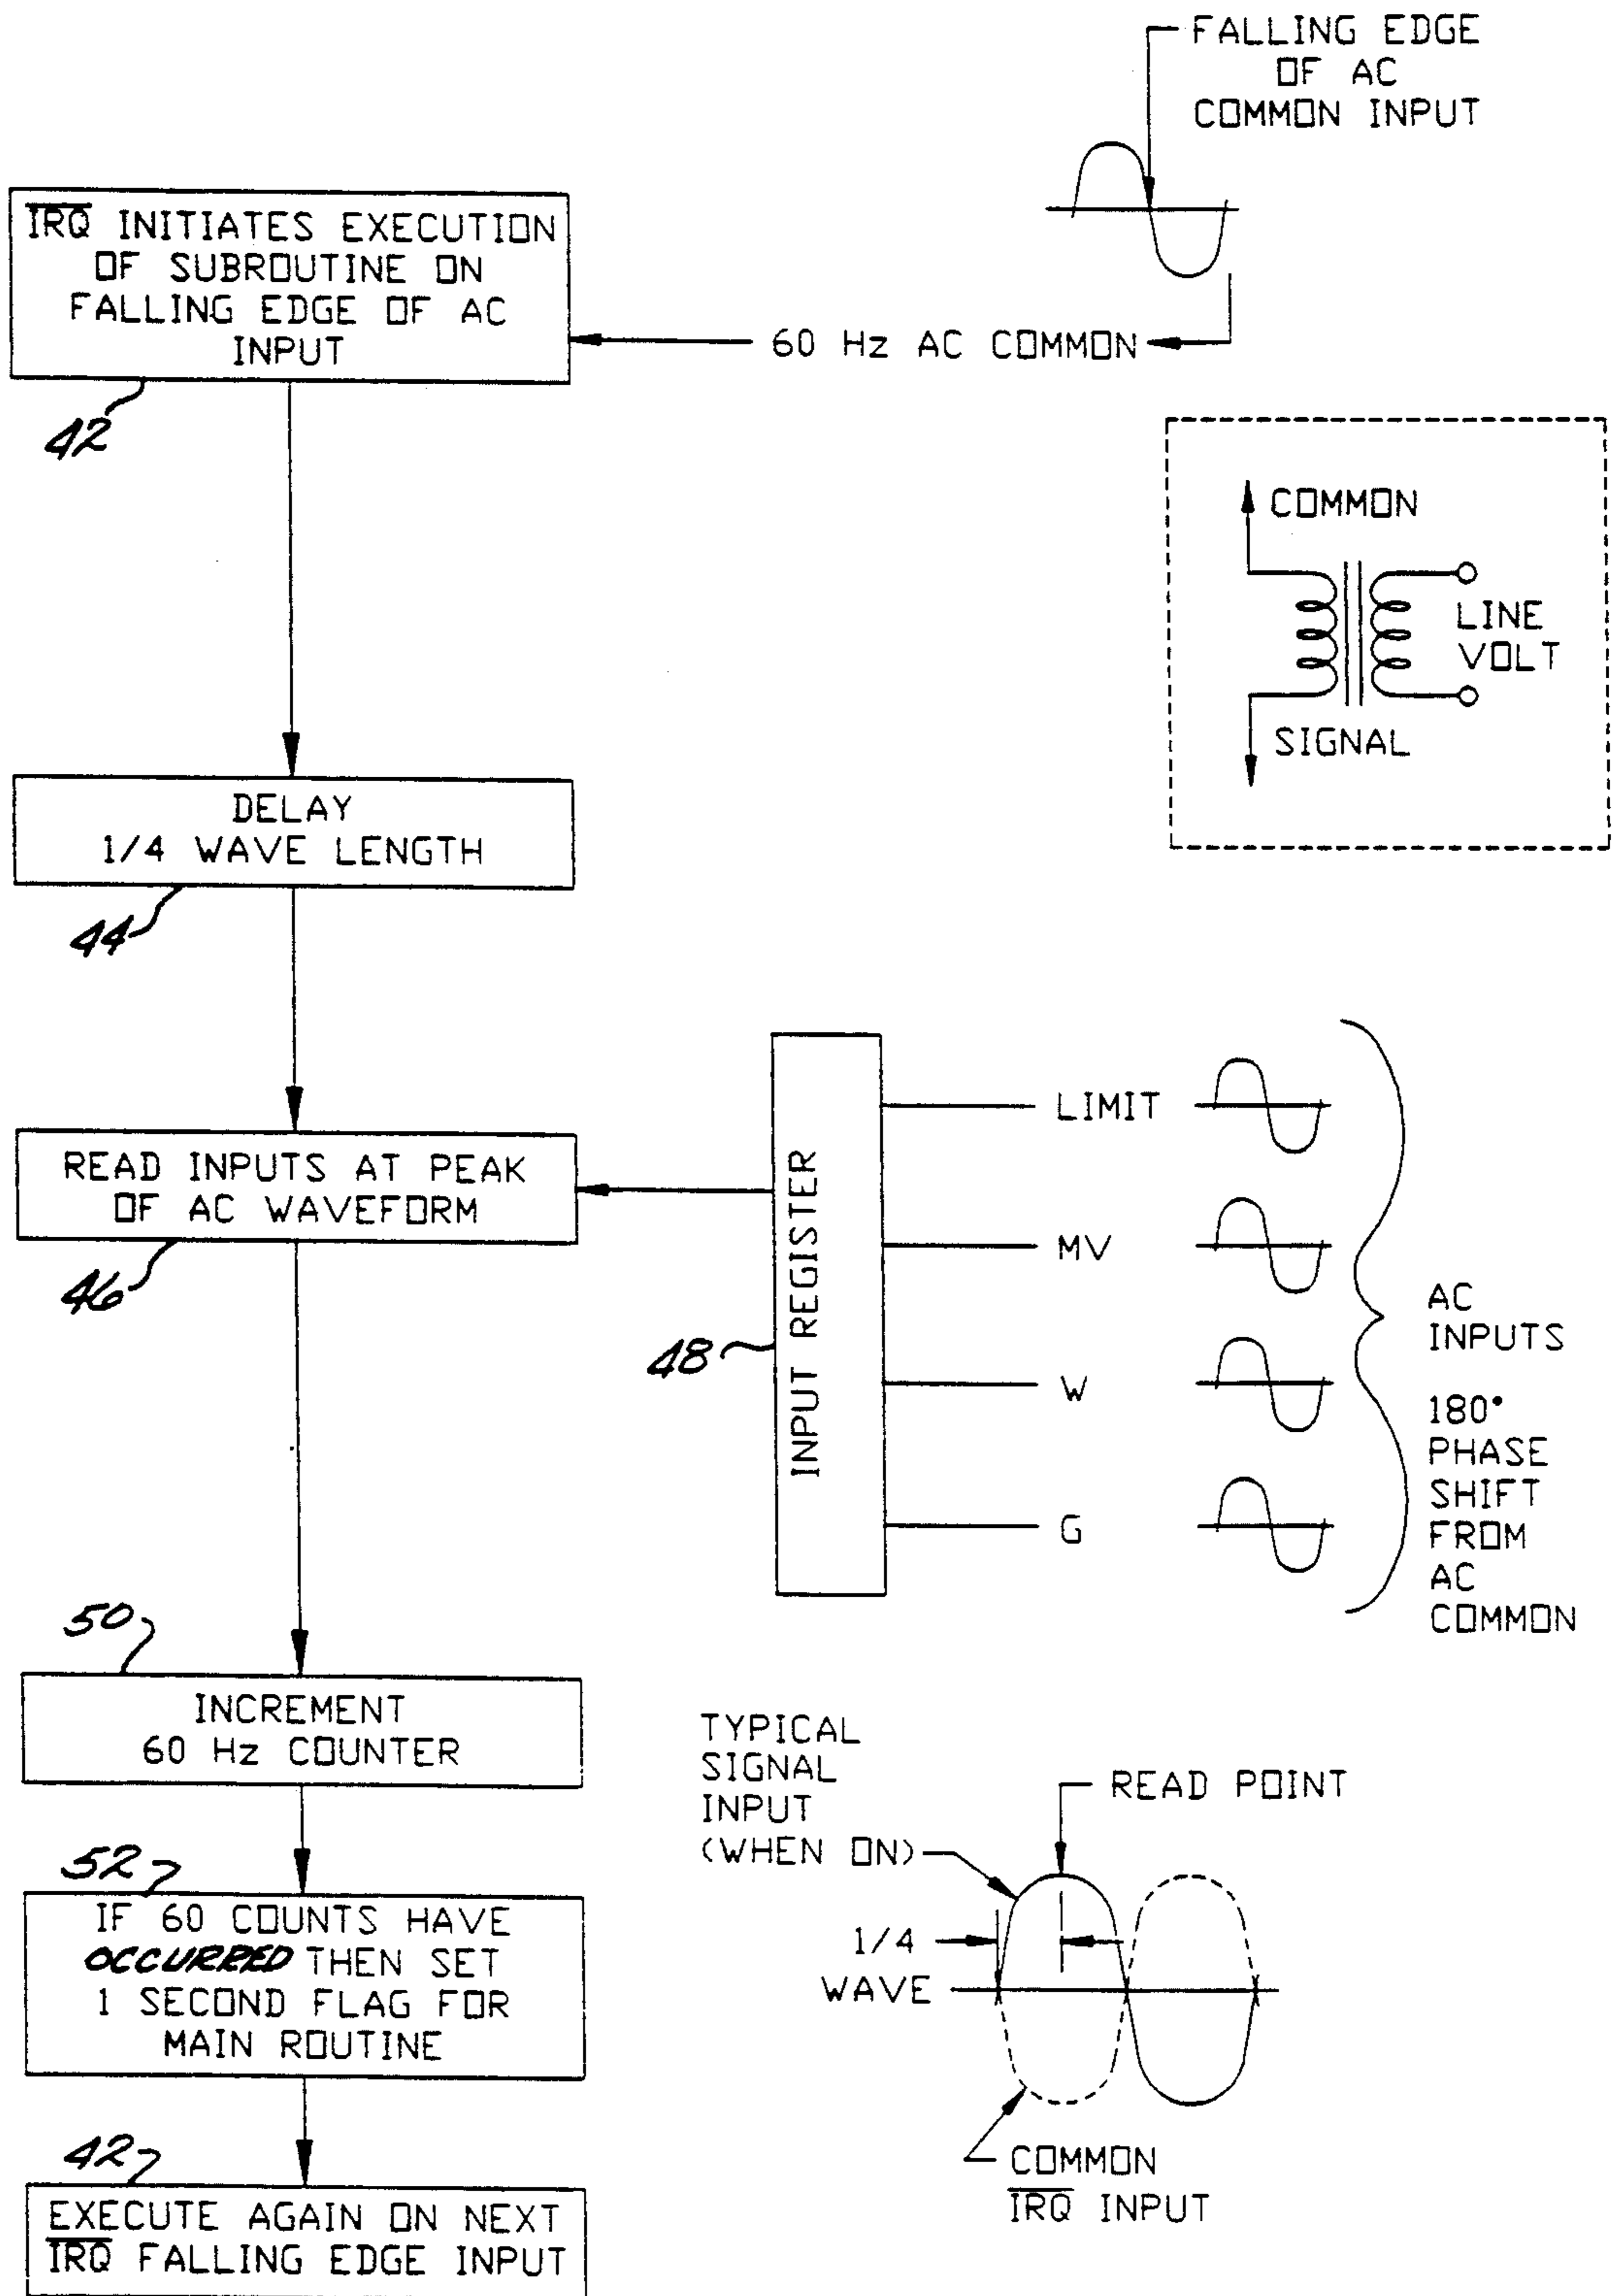 FALLING EDGE
OF AC
COMMON INPUT
I̅R̅Q̅ INITIATES EXECUTION
OF SUBROUTINE ON
FALLING EDGE OF AC
INPUT
60 Hz AC COMMON
42
COMMON
LINE
VOLT
SIGNAL
DELAY
1/4 WAVE LENGTH
44
READ INPUTS AT PEAK
OF AC WAVEFORM
46
INPUT REGISTER
48
LIMIT
MV
W
G
AC
INPUTS
180°
PHASE
SHIFT
FROM
AC
COMMON
50
INCREMENT
60 Hz COUNTER
52
IF 60 COUNTS HAVE
OCCURRED THEN SET
1 SECOND FLAG FOR
MAIN ROUTINE
42
EXECUTE AGAIN ON NEXT
I̅R̅Q̅ FALLING EDGE INPUT
TYPICAL
SIGNAL
INPUT
(WHEN ON)
READ POINT
1/4
WAVE
COMMON
I̅R̅Q̅ INPUT